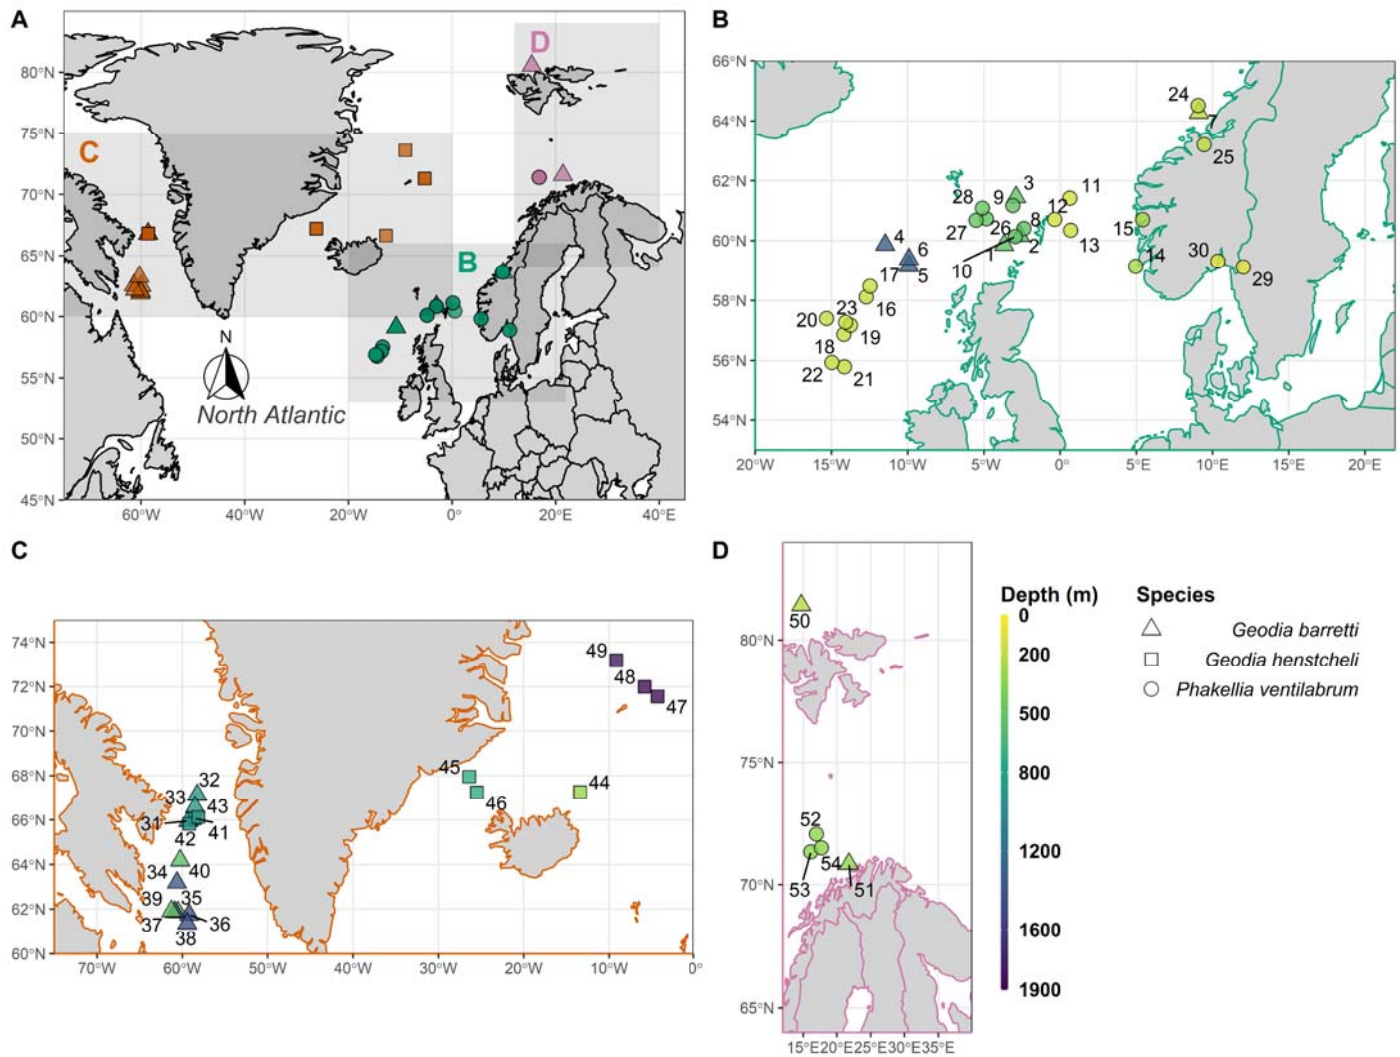 A
80°N
75°N
70°N
65°N
60°N
55°N
50°N
45°N
60°W
40°W
20°W
0°
20°E
40°E
C
D
B
N
North Atlantic
B
66°N
64°N
62°N
60°N
58°N
56°N
54°N
20°W
15°W
10°W
5°W
0°
5°E
10°E
15°E
20°E
24
7
25
3
28
9
11
12
8
15
27
26
4
6
2
13
1
14
30
17
5
10
29
23
16
20
19
18
22
21
C
74°N
72°N
70°N
68°N
66°N
64°N
62°N
60°N
70°W
60°W
50°W
40°W
30°W
20°W
10°W
0°
49
48
47
45
44
46
32
33
43
31
41
42
34
40
39
35
37
36
38
D
80°N
75°N
70°N
65°N
15°E20°E25°E30°E35°E
50
52
54
53
51
Depth (m)
0
200
500
800
1200
1600
1900
Species
Geodia barretti
Geodia henstcheli
Phakellia ventilabrum